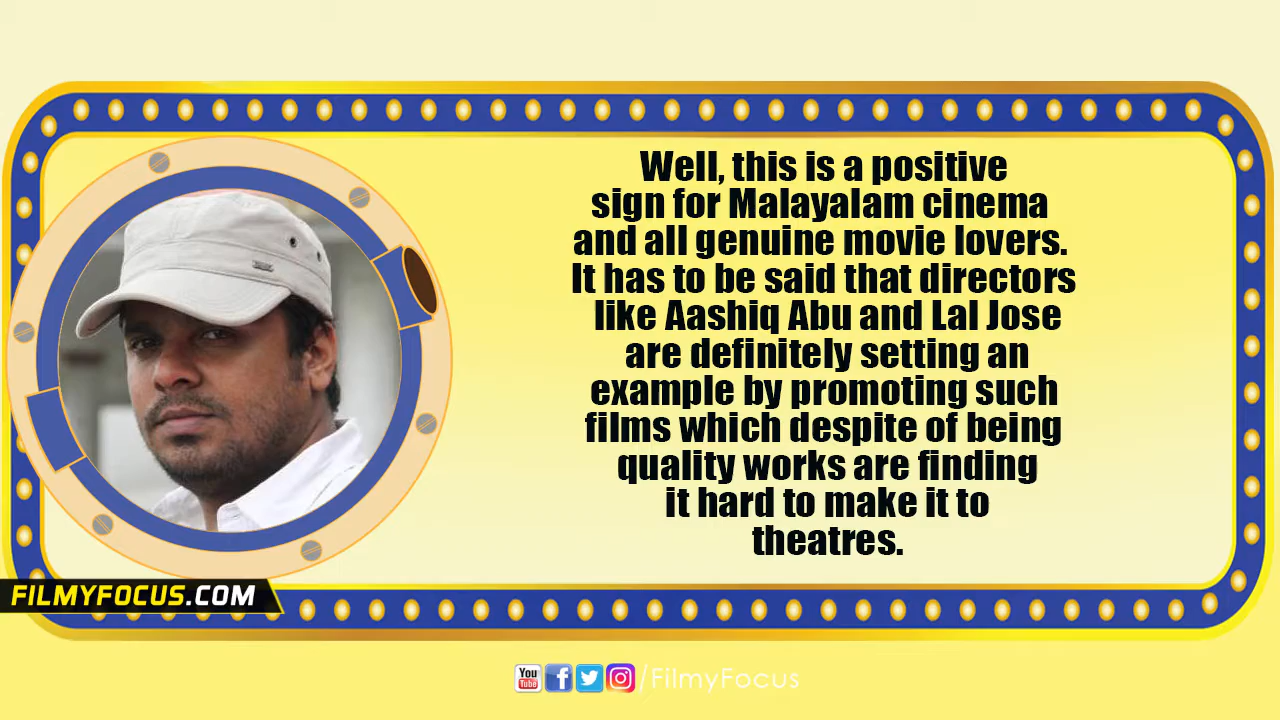 Well, this is a positive
sign for Malayalam cinema
and all genuine movie lovers.
It has to be said that directors
like Aashiq Abu and Lal Jose
are definitely setting an
example by promoting such
films which despite of being
quality works are finding
it hard to make it to
theatres.
FILMYFOCUS.COM
You Tube f /FilmyFocus